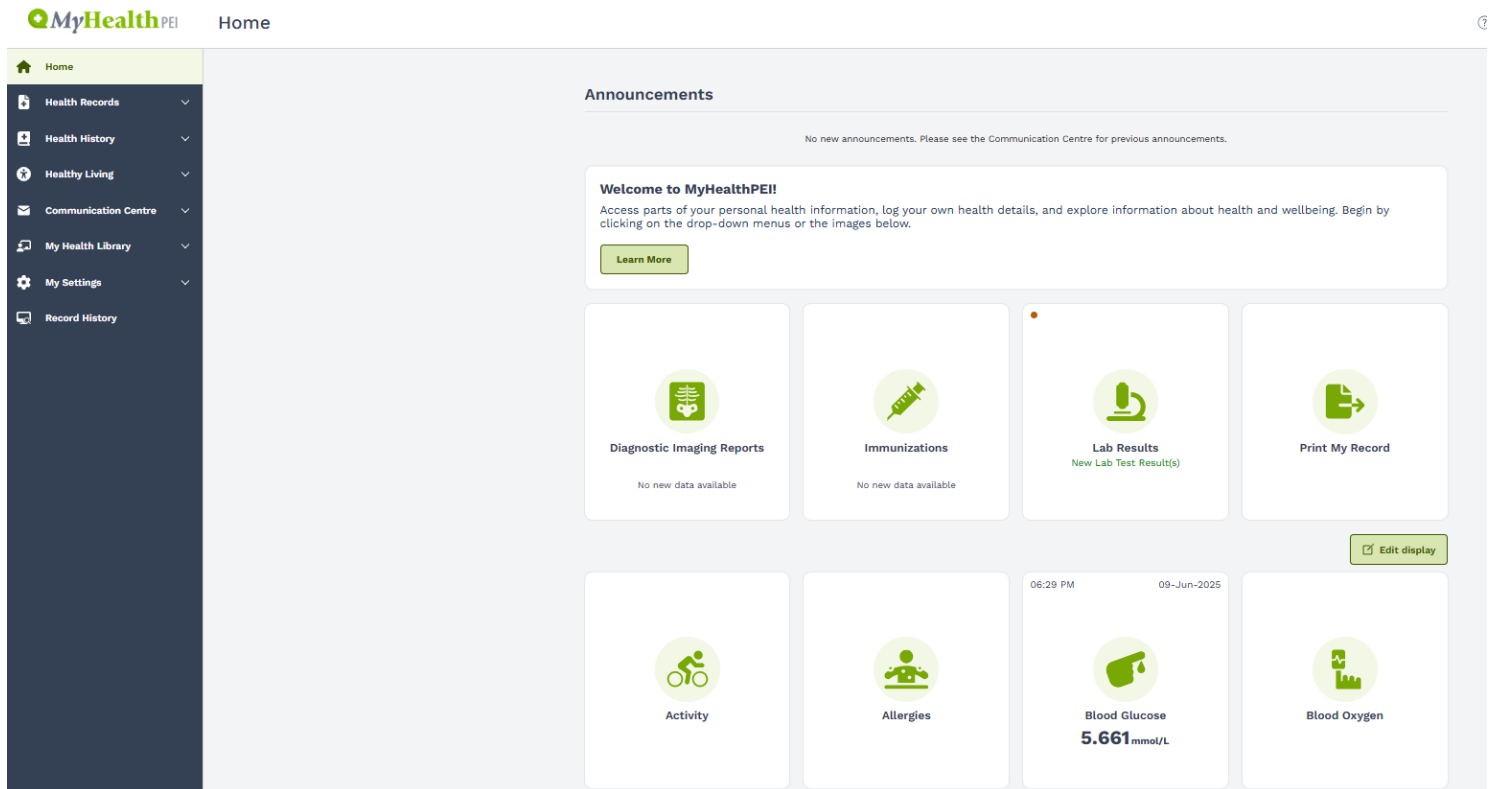 MyHealthPEI
Home
Home
Health Records
Health History
Healthy Living
Communication Centre
My Health Library
My Settings
Record History
Announcements
No new announcements. Please see the Communication Centre for previous announcements.
Welcome to MyHealthPEI!
Access parts of your personal health information, log your own health details, and explore information about health and wellbeing. Begin by
clicking on the drop-down menus or the images below.
Learn More
Diagnostic Imaging Reports
No new data available
Immunizations
No new data available
Lab Results
New Lab Test Result(s)
Print My Record
Edit display
Activity
Allergies
06:29 PM 09-Jun-2025
Blood Glucose
5.661 mmol/L
Blood Oxygen